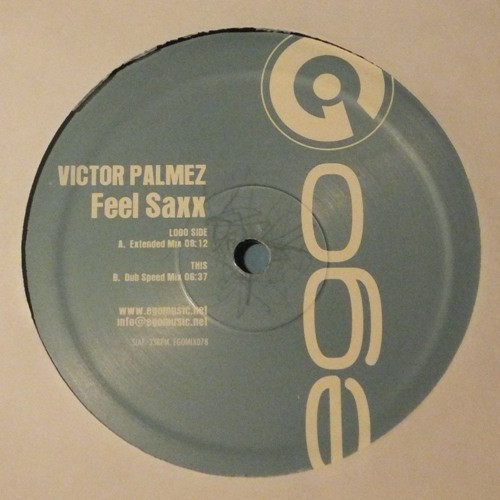 VICTOR PALMEZ
Feel Saxx
LOGO SIDE
A. Extended Mix 08:12
THIS
B. Dub Speed Mix 06:37
www.egomusic.net
info@egomusic.net
EGOMIX078
ego